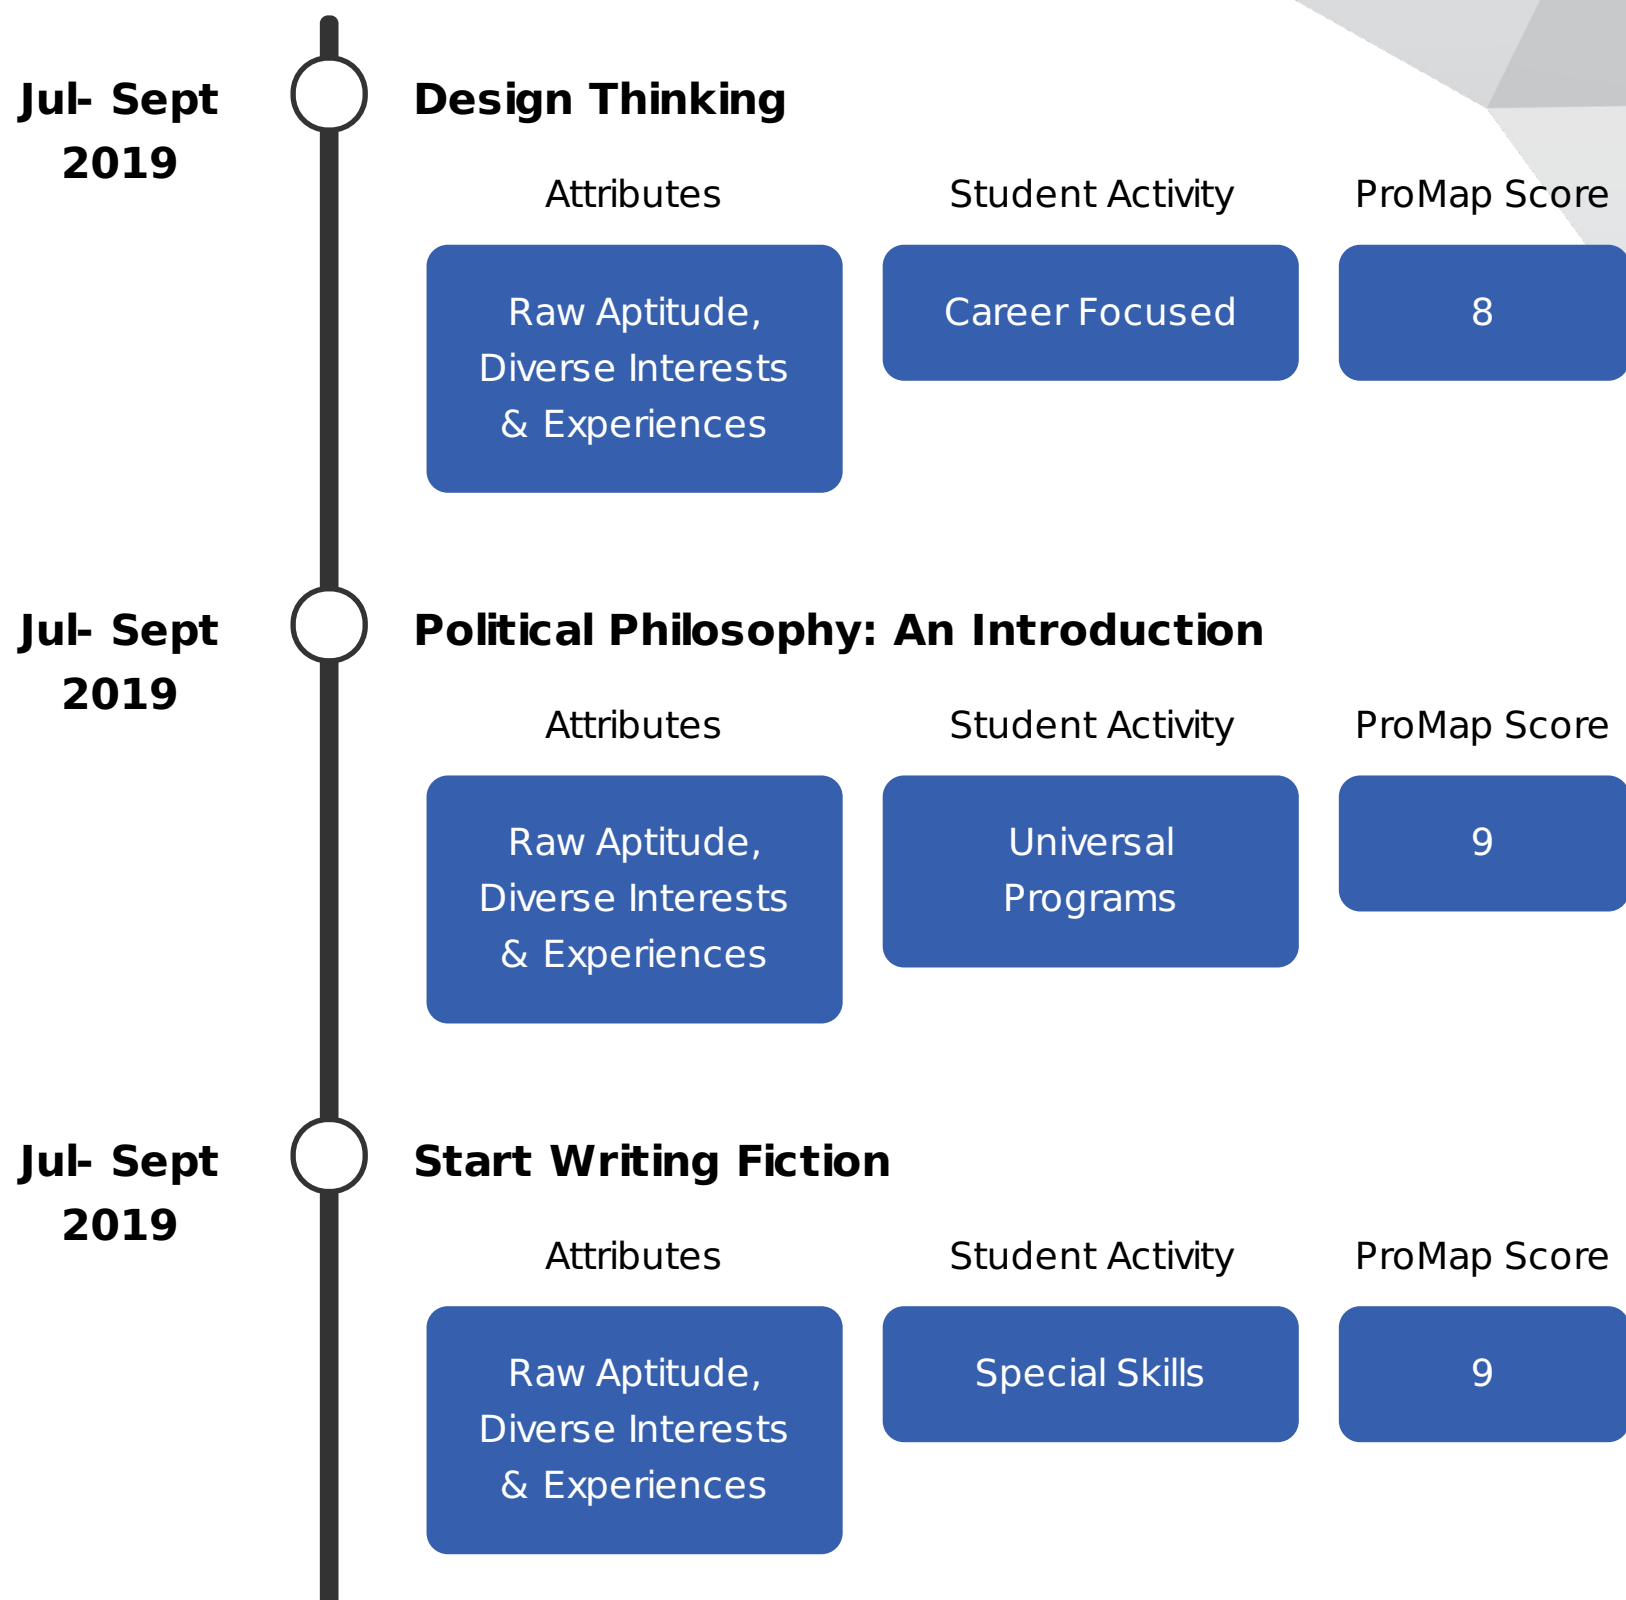 Jul- Sept
2019
Design Thinking
Attributes
Student Activity
ProMap Score
Raw Aptitude,
Diverse Interests
& Experiences
Career Focused
8
Jul- Sept
2019
Political Philosophy: An Introduction
Attributes
Student Activity
ProMap Score
Raw Aptitude,
Diverse Interests
& Experiences
Universal
Programs
9
Jul- Sept
2019
Start Writing Fiction
Attributes
Student Activity
ProMap Score
Raw Aptitude,
Diverse Interests
& Experiences
Special Skills
9